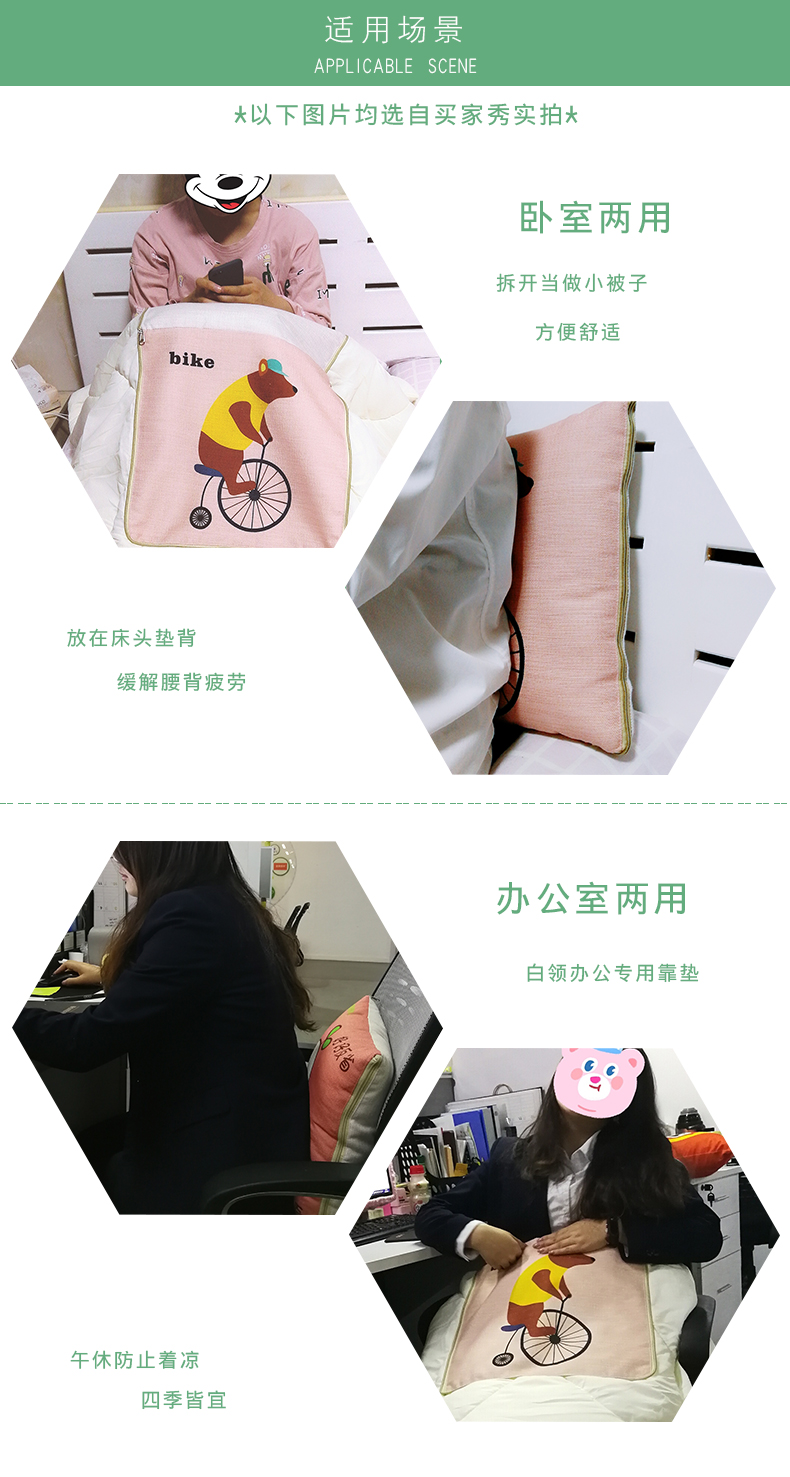 适用场景
APPLICABLE SCENE
*以下图片均选自买家秀实拍*
卧室两用
拆开当做小被子
方便舒适
bike
放在床头垫背
缓解腰背疲劳
办公室两用
白领办公专用靠垫
午休防止着凉
四季皆宜